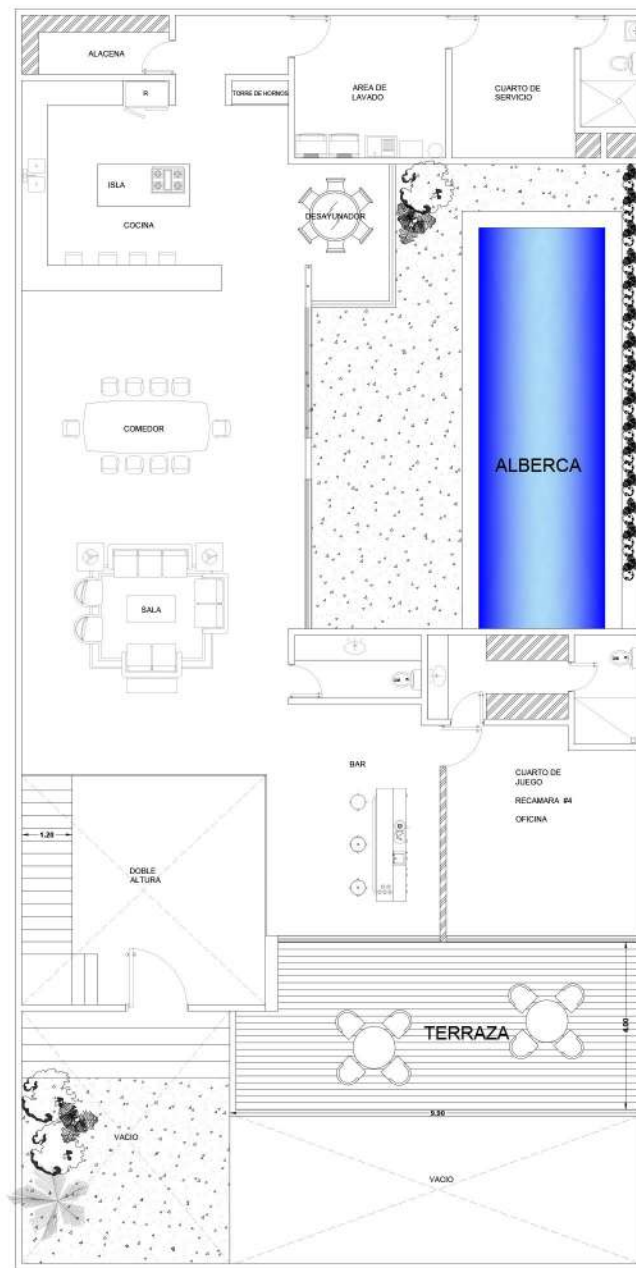 ALACENA
R
TORRE DE HORNOS
AREA DE
LAVADO
CUARTO DE
SERVICIO
ISLA
COCINA
DESAYUNADOR
COMEDOR
ALBERCA
SALA
BAR
CUARTO DE
JUEGO
RECAMARA #4
OFICINA
1.20
DOBLE
ALTURA
TERRAZA
4.00
9.90
VACIO
VACIO